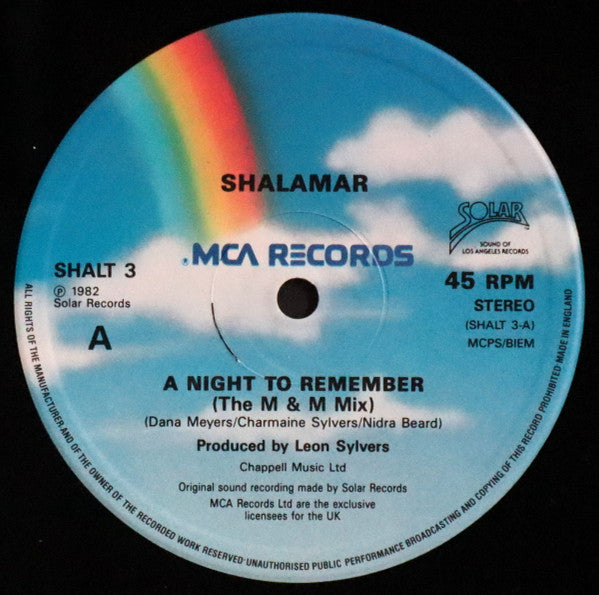 SHALAMAR
®MCA RECORDS
SOLAR
SOUND OF
LOS ANGELES RECORDS
SHALT 3
℗ 1982
Solar Records
A
45 RPM
STEREO
(SHALT 3-A)
MCPS/BIEM
A NIGHT TO REMEMBER
(The M & M Mix)
(Dana Meyers/Charmaine Sylvers/Nidra Beard)
Produced by Leon Sylvers
Chappell Music Ltd
Original sound recording made by Solar Records
MCA Records Ltd are the exclusive
licensees for the UK
ALL RIGHTS OF THE MANUFACTURER AND OF THE OWNER OF THE RECORDED WORK RESERVED·UNAUTHORISED PUBLIC PERFORMANCE BROADCASTING AND COPYING OF THIS RECORD PROHIBITED·MADE IN ENGLAND